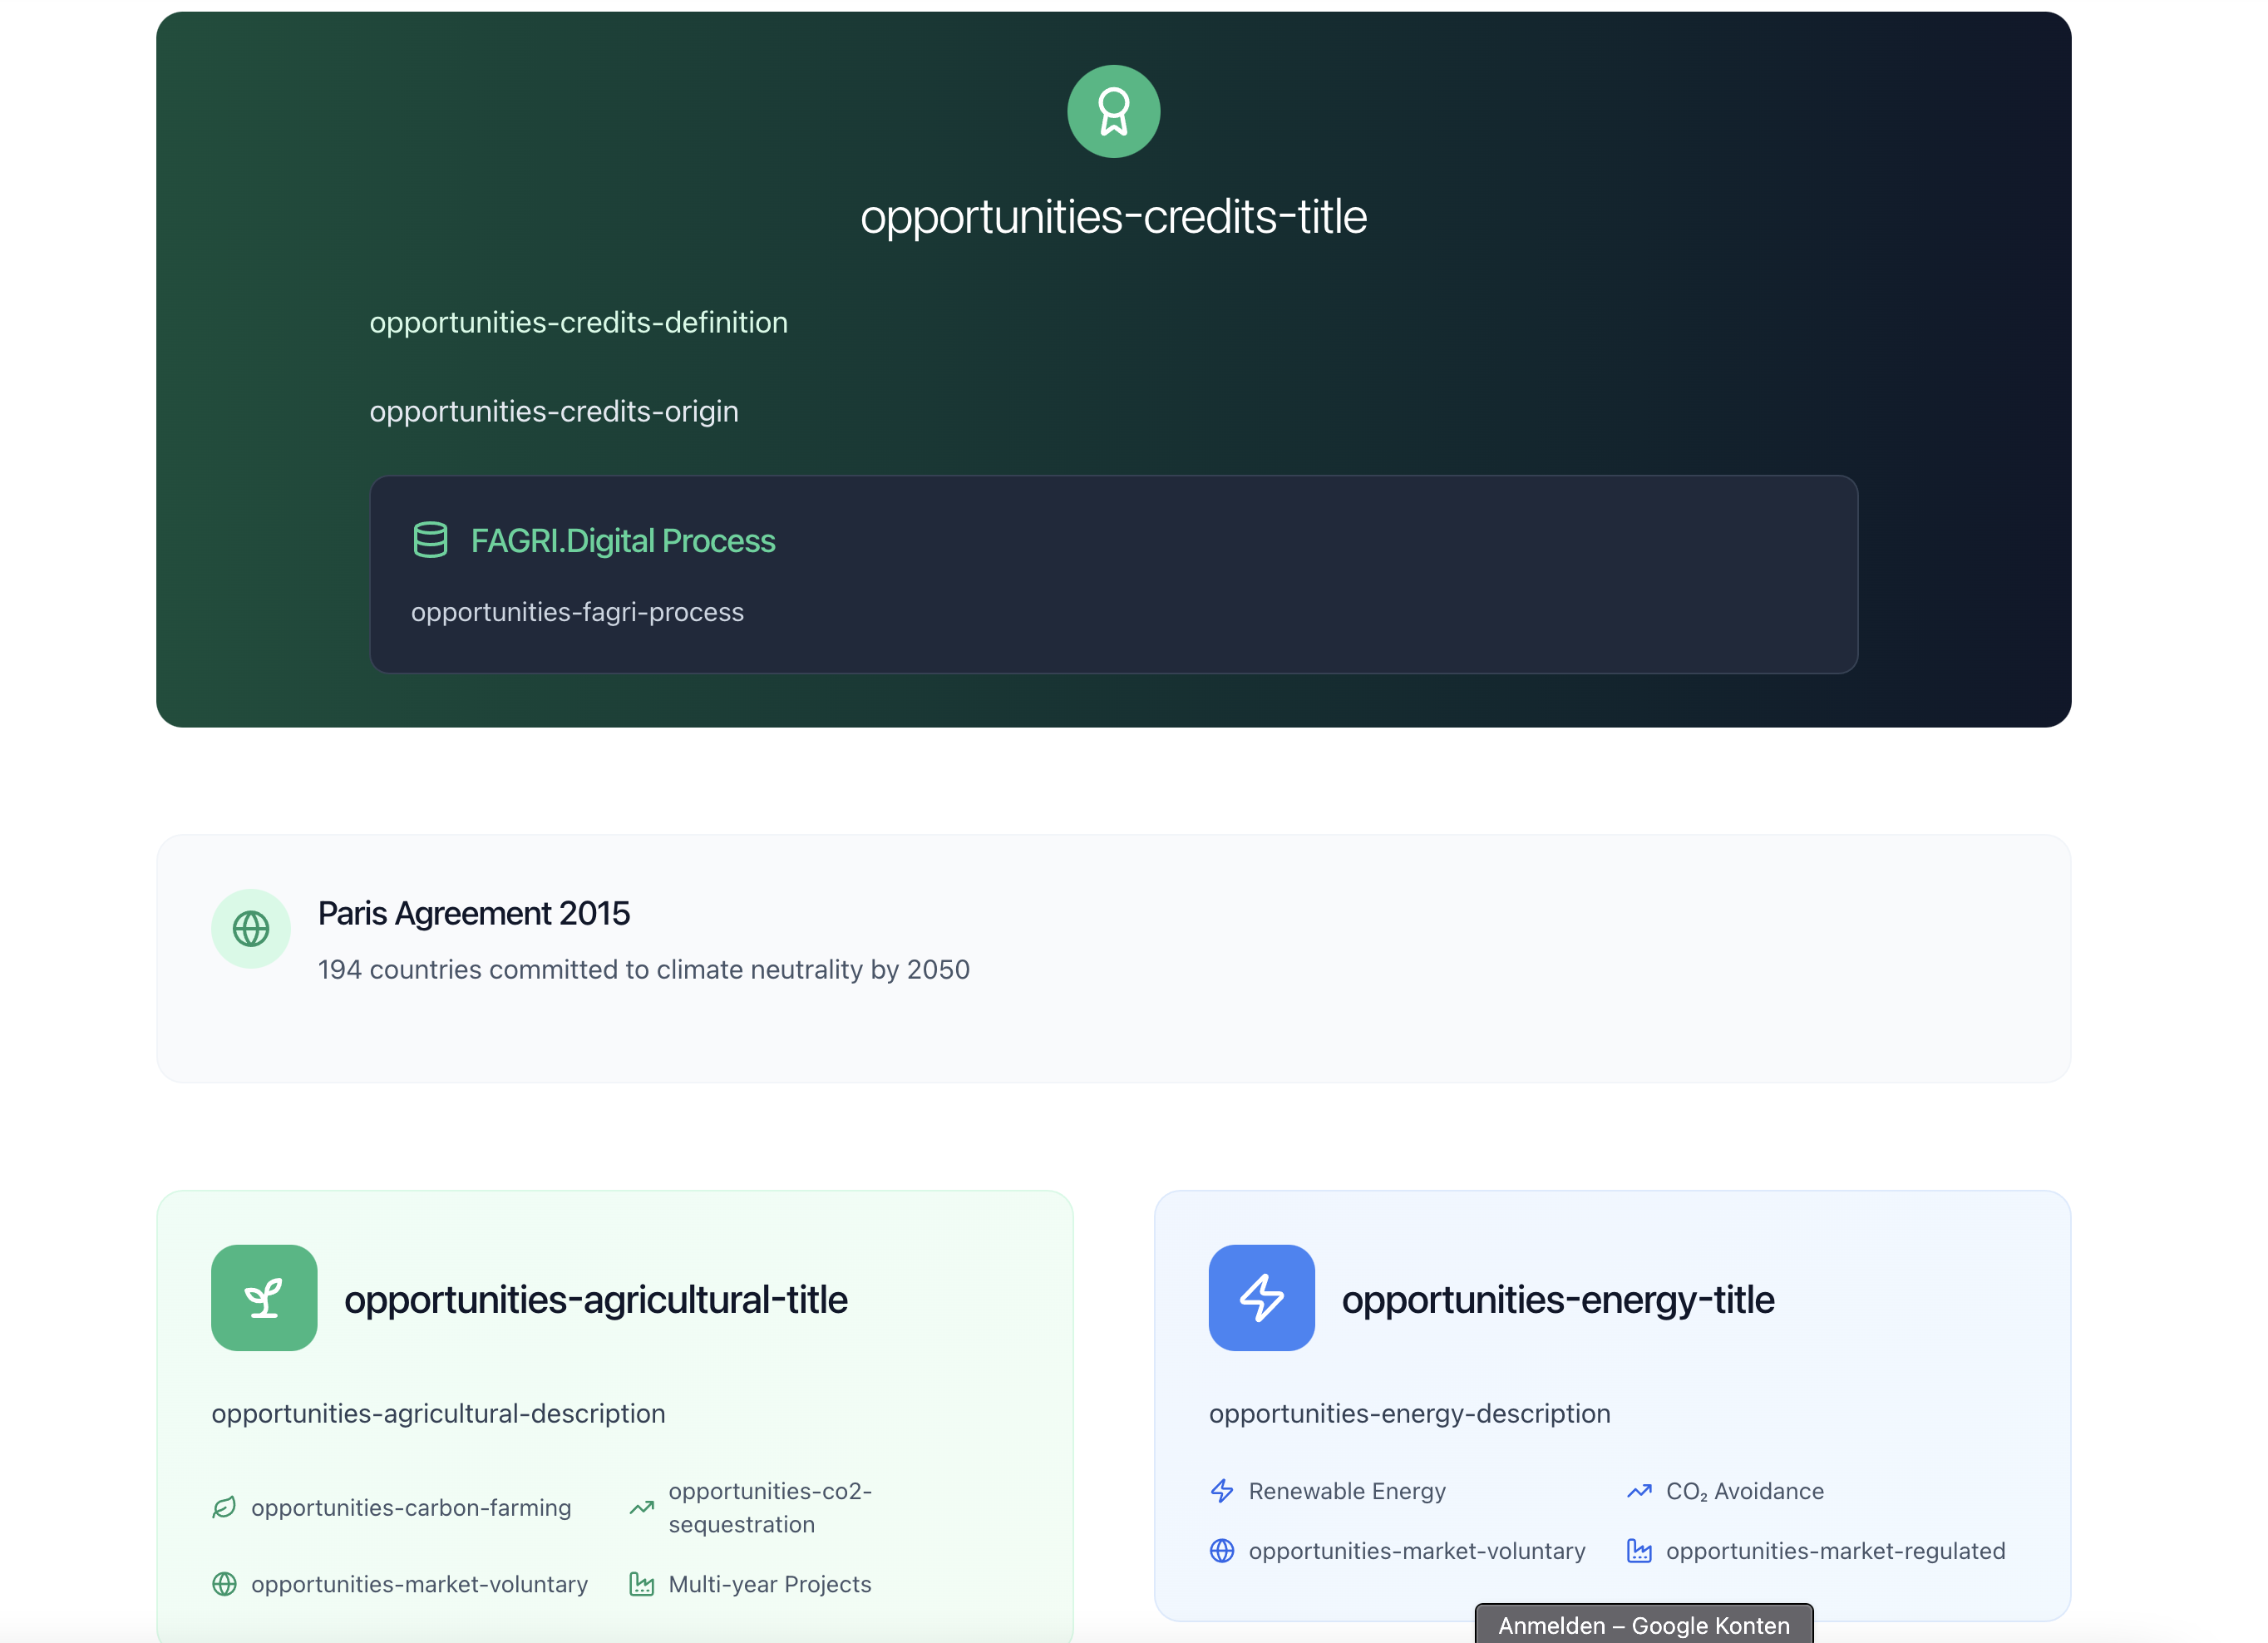 opportunities-credits-title
opportunities-credits-definition
opportunities-credits-origin
FAGRI.Digital Process
opportunities-fagri-process
Paris Agreement 2015
194 countries committed to climate neutrality by 2050
opportunities-agricultural-title
opportunities-agricultural-description
opportunities-carbon-farming
opportunities-co2-
sequestration
opportunities-market-voluntary
Multi-year Projects
opportunities-energy-title
opportunities-energy-description
Renewable Energy
CO₂ Avoidance
opportunities-market-voluntary
opportunities-market-regulated
Anmelden – Google Konten